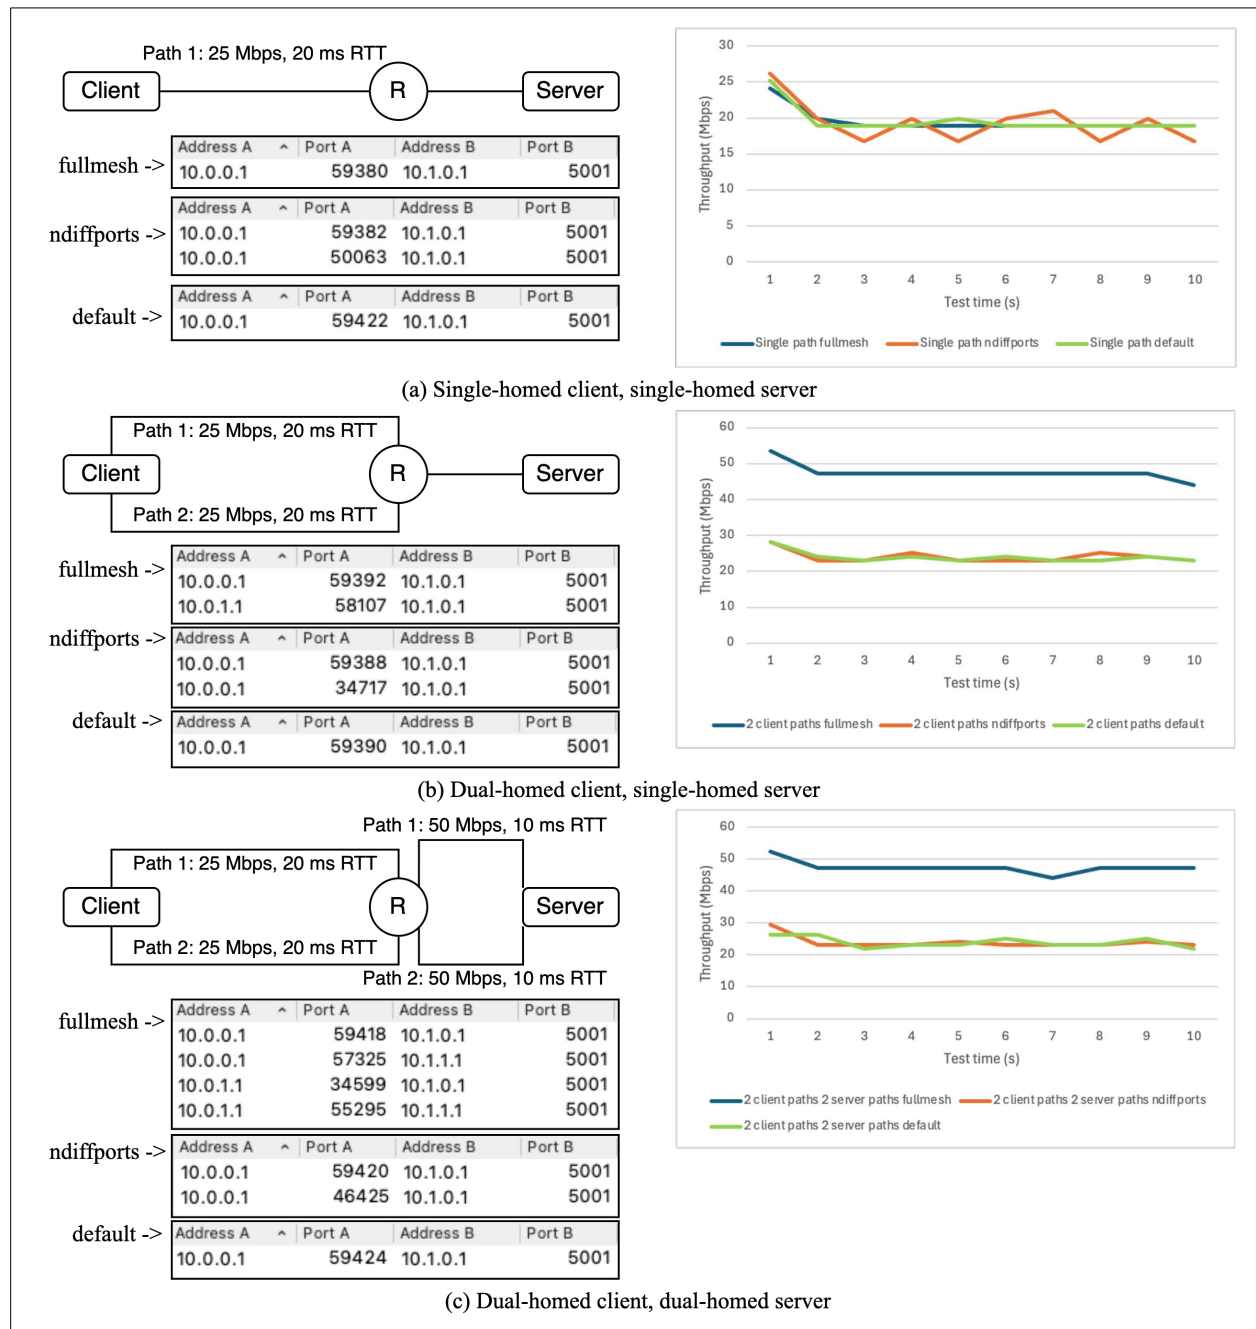 Path 1: 25 Mbps, 20 ms RTT
Client
R
Server
fullmesh ->
Address A ^ Port A Address B Port B
10.0.0.1 59380 10.1.0.1 5001
ndiffports ->
Address A ^ Port A Address B Port B
10.0.0.1 59382 10.1.0.1 5001
10.0.0.1 50063 10.1.0.1 5001
default ->
Address A ^ Port A Address B Port B
10.0.0.1 59422 10.1.0.1 5001
Throughput (Mbps)
30
25
20
15
10
5
0
1 2 3 4 5 6 7 8 9 10
Test time (s)
Single path fullmesh Single path ndiffports Single path default
(a) Single-homed client, single-homed server
Path 1: 25 Mbps, 20 ms RTT
Client
R
Server
Path 2: 25 Mbps, 20 ms RTT
fullmesh ->
Address A ^ Port A Address B Port B
10.0.0.1 59392 10.1.0.1 5001
10.0.1.1 58107 10.1.0.1 5001
ndiffports ->
Address A ^ Port A Address B Port B
10.0.0.1 59388 10.1.0.1 5001
10.0.0.1 34717 10.1.0.1 5001
default ->
Address A ^ Port A Address B Port B
10.0.0.1 59390 10.1.0.1 5001
Throughput (Mbps)
60
50
40
30
20
10
0
1 2 3 4 5 6 7 8 9 10
Test time (s)
2 client paths fullmesh 2 client paths ndiffports 2 client paths default
(b) Dual-homed client, single-homed server
Path 1: 50 Mbps, 10 ms RTT
Path 1: 25 Mbps, 20 ms RTT
Client
R
Server
Path 2: 25 Mbps, 20 ms RTT
Path 2: 50 Mbps, 10 ms RTT
fullmesh ->
Address A ^ Port A Address B Port B
10.0.0.1 59418 10.1.0.1 5001
10.0.0.1 57325 10.1.1.1 5001
10.0.1.1 34599 10.1.0.1 5001
10.0.1.1 55295 10.1.1.1 5001
ndiffports ->
Address A ^ Port A Address B Port B
10.0.0.1 59420 10.1.0.1 5001
10.0.0.1 46425 10.1.0.1 5001
default ->
Address A ^ Port A Address B Port B
10.0.0.1 59424 10.1.0.1 5001
Throughput (Mbps)
60
50
40
30
20
10
0
1 2 3 4 5 6 7 8 9 10
Test time (s)
2 client paths 2 server paths fullmesh 2 client paths 2 server paths ndiffports
2 client paths 2 server paths default
(c) Dual-homed client, dual-homed server